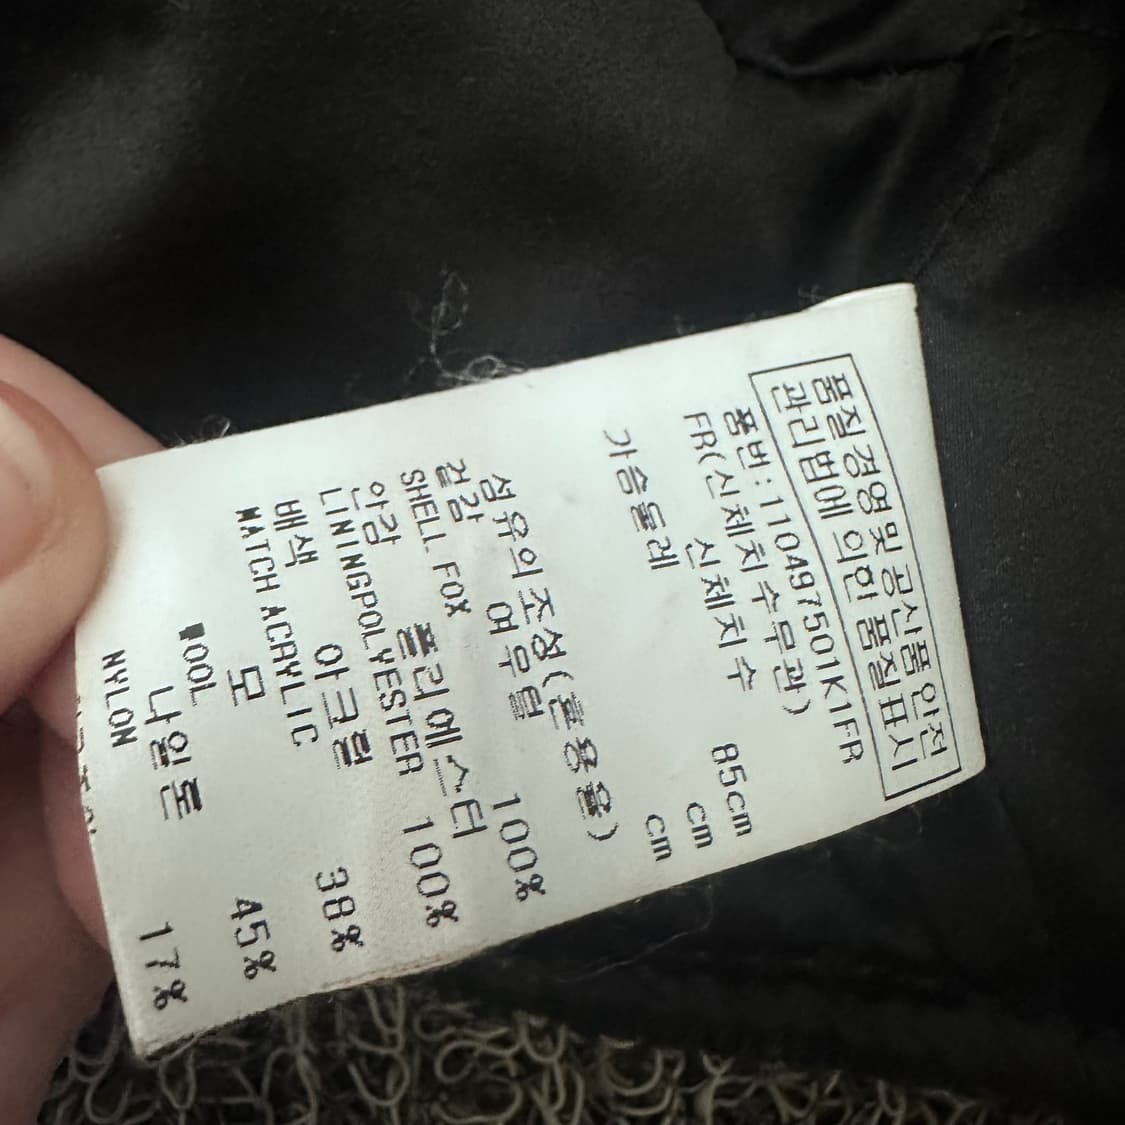 품질경영및공산품안전
관리법에 의한 품질표시
품번:110497501K1FR
FR(신체치수무관)
신체치수 85cm
cm
가슴둘레 cm
섬유의조성(혼용율)
겉감 여우털 100%
SHELL FOX
안감 폴리에스터 100%
LININGPOLYESTER
배색 아크릴 38%
MATCH ACRYLIC
모 45%
WOOL
나일론 17%
NYLON